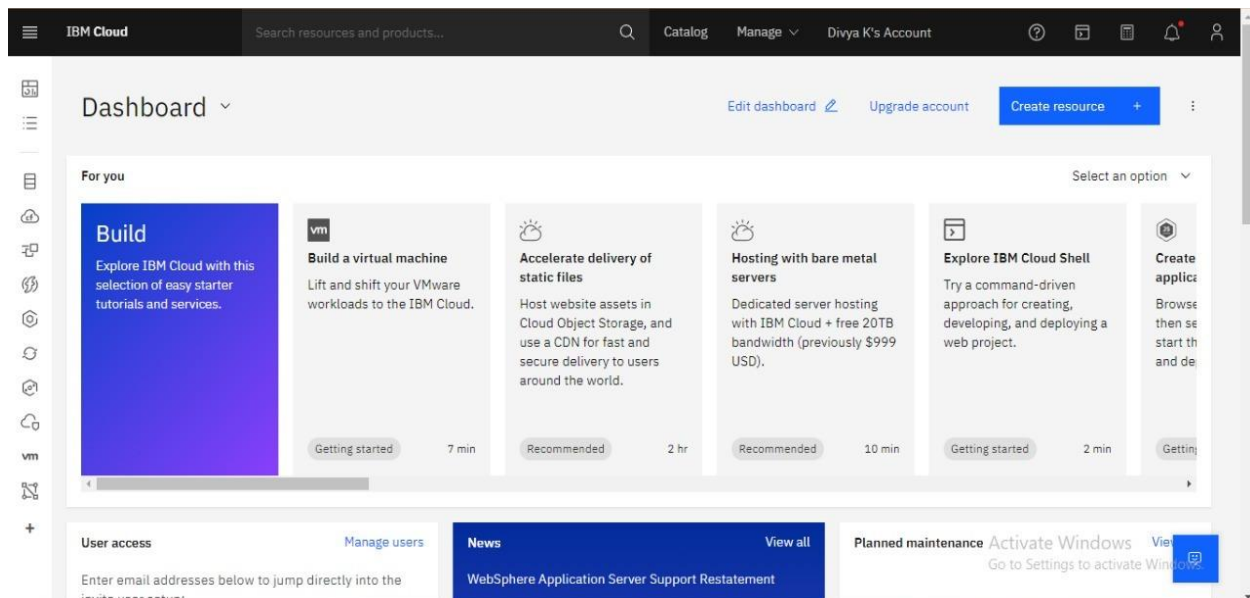 IBM Cloud
Search resources and products...
Catalog
Manage
Divya K's Account
Dashboard
Edit dashboard
Upgrade account
Create resource +
For you
Select an option
Build
Explore IBM Cloud with this
selection of easy starter
tutorials and services.
vm
Build a virtual machine
Lift and shift your VMware
workloads to the IBM Cloud.
Getting started
7 min
Accelerate delivery of
static files
Host website assets in
Cloud Object Storage, and
use a CDN for fast and
secure delivery to users
around the world.
Recommended
2 hr
Hosting with bare metal
servers
Dedicated server hosting
with IBM Cloud + free 20TB
bandwidth (previously $999
USD).
Recommended
10 min
Explore IBM Cloud Shell
Try a command-driven
approach for creating,
developing, and deploying a
web project.
Getting started
2 min
Create
applica
Browse
then se
start th
and de
Getting
vm
User access
Manage users
Enter email addresses below to jump directly into the
News
View all
WebSphere Application Server Support Restatement
Planned maintenance
Activate Windows
Go to Settings to activate Windows.